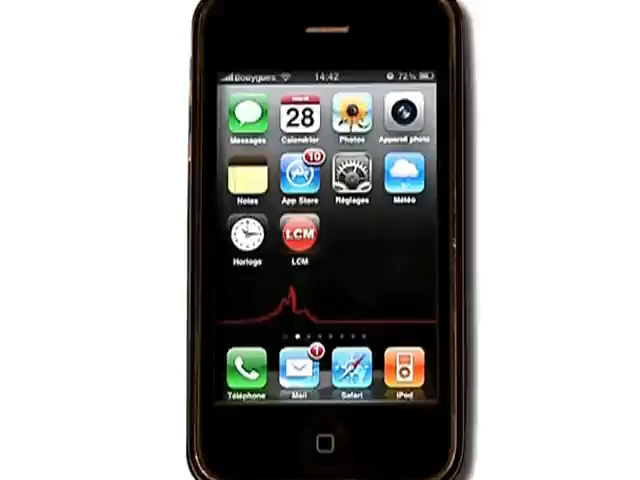 Bouygues 14:42 72%
28
Messages Calendrier Photos Appareil photo
10
Notes App Store Réglages Météo
LCM
Horloge LCM
1
Téléphone Mail Safari iPod